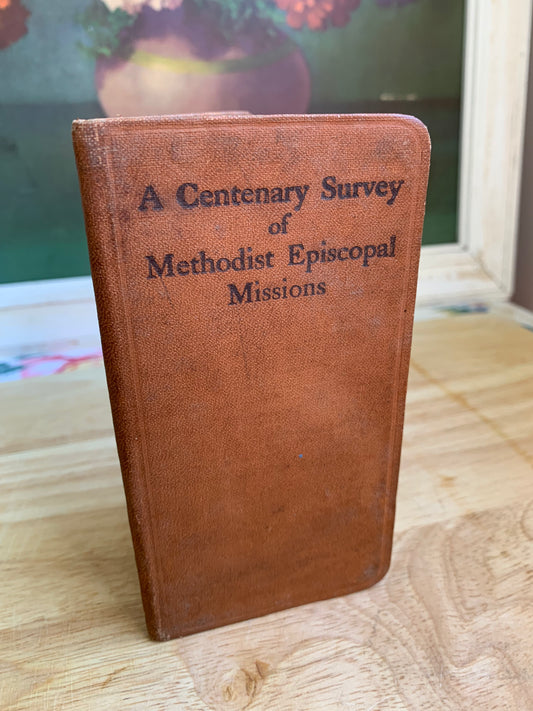 A Centenary Survey
of
Methodist Episcopal
Missions